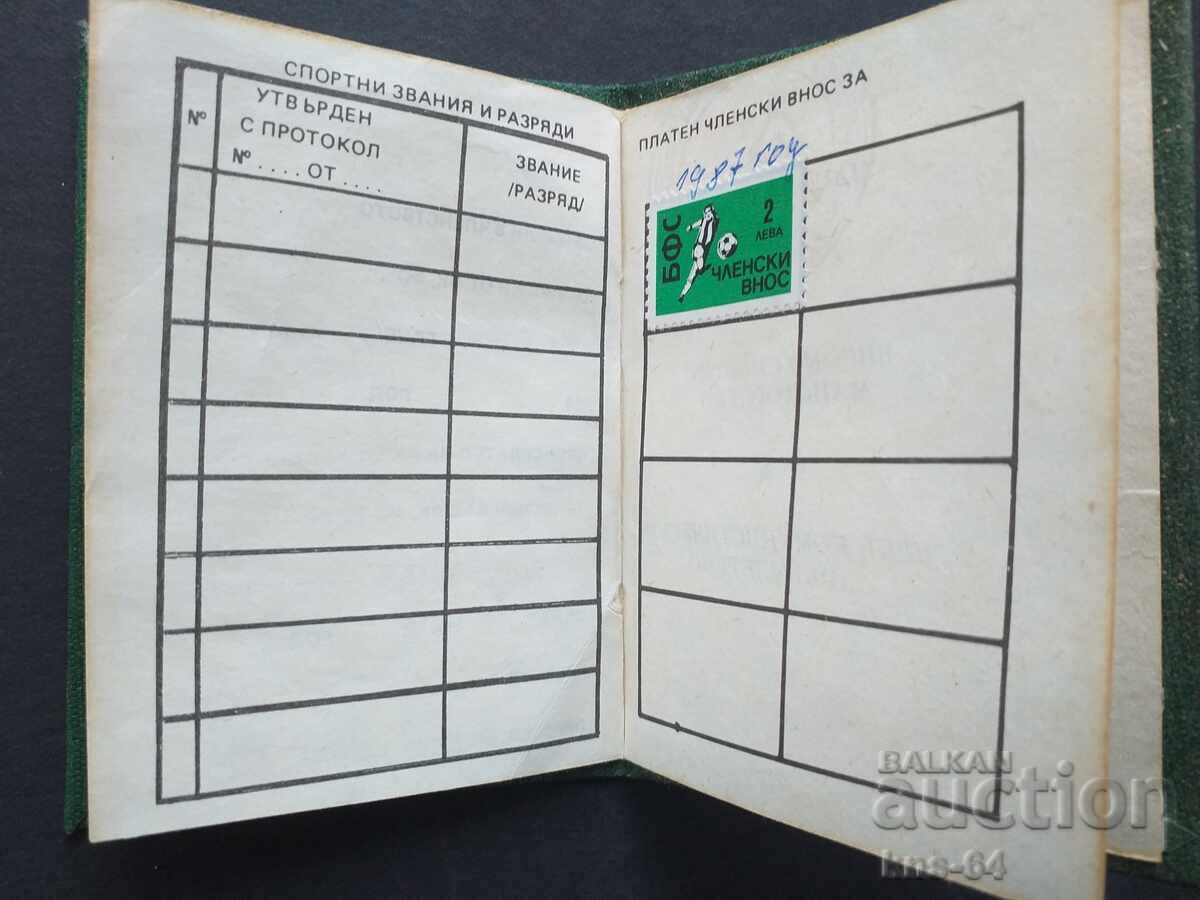 СПОРТНИ ЗВАНИЯ И РАЗРЯДИ
№
УТВЪРДЕН
С ПРОТОКОЛ
№ .... ОТ ....
ЗВАНИЕ
/РАЗРЯД/
ПЛАТЕН ЧЛЕНСКИ ВНОС ЗА
1987 год
БФС
2
ЛЕВА
ЧЛЕНСКИ
ВНОС
BALKAN
auction
kns-64